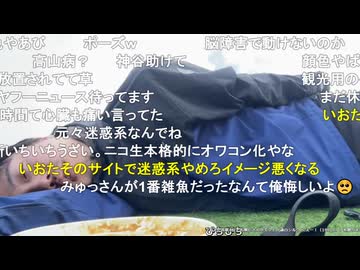 ゃあび ポーズw 脳障害で動けないのか
高山病? 神谷助けて 顔色やば
放置されてて草 観光用の
ヤフーニュース待ってます まだ休
時間で心臓も痛い言ってた いおた
元々迷惑系なんでね
いちいちうざい。ニコ生本格的にオワコン化やな
いおたそのサイトで迷惑系やめろイメージ悪くなる
みゅっさんが1番雑魚だったなんて俺悔しいよ🥺